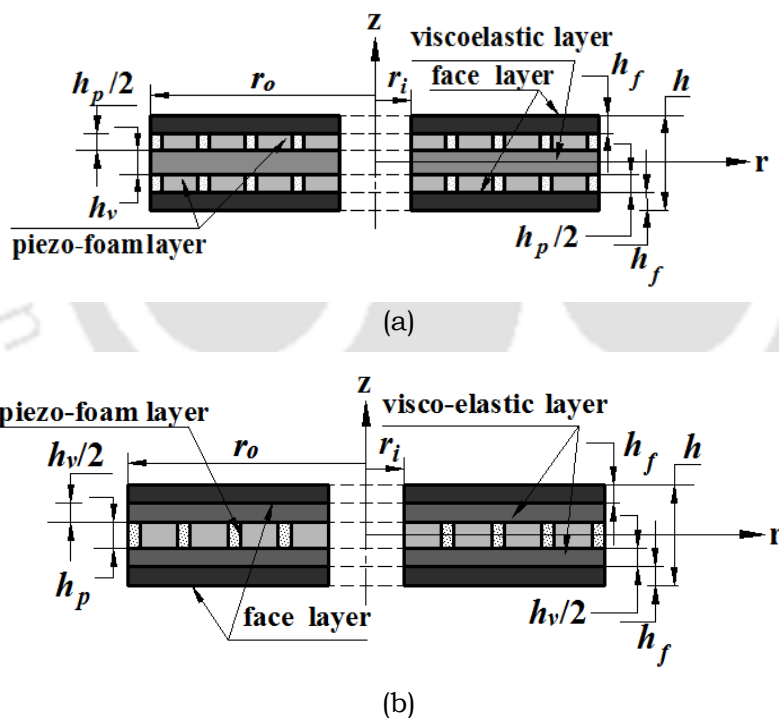 z
viscoelastic layer
face layer
h_p/2
r_o
r_i
h_f
h
r
h_v
piezo-foam layer
h_p/2
h_f
(a)
z
piezo-foam layer
visco-elastic layer
h_v/2
r_o
r_i
h_f
h
r
h_p
face layer
h_v/2
h_f
(b)